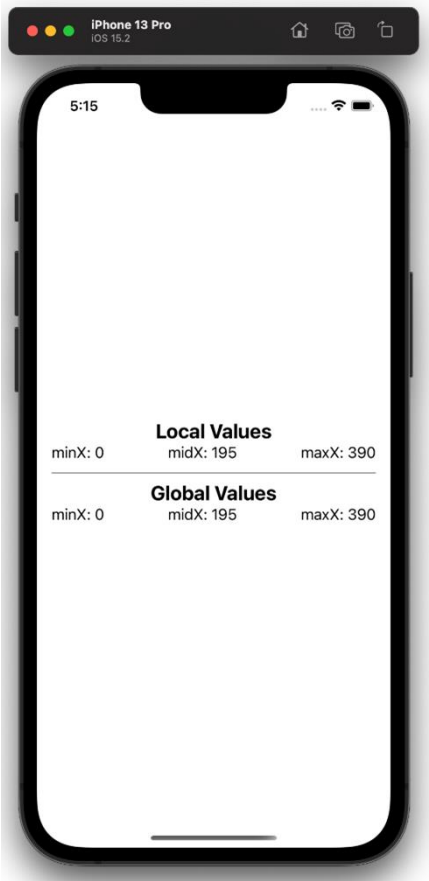 iPhone 13 Pro
iOS 15.2
5:15
Local Values
minX: 0 midX: 195 maxX: 390
Global Values
minX: 0 midX: 195 maxX: 390